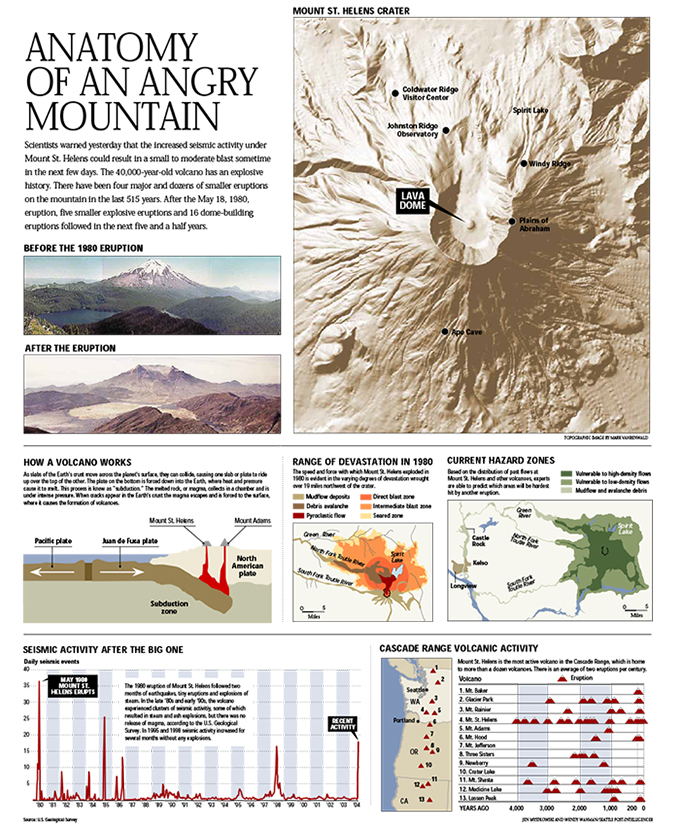 MOUNT ST. HELENS CRATER
ANATOMY
OF AN ANGRY
MOUNTAIN
Scientists warned yesterday that the increased seismic activity under
Mount St. Helens could result in a small to moderate blast sometime
in the next few days. The 40,000-year-old volcano has an explosive
history. There have been four major and dozens of smaller eruptions
on the mountain in the last 515 years. After the May 18, 1980,
eruption, five smaller explosive eruptions and 16 dome-building
eruptions followed in the next five and a half years.
BEFORE THE 1980 ERUPTION
AFTER THE ERUPTION
Coldwater Ridge
Visitor Center
Spirit Lake
Johnston Ridge
Observatory
Windy Ridge
LAVA
DOME
Plains of
Abraham
Ape Cave
TOPOGRAPHIC IMAGE BY MARK VANRENWALD
HOW A VOLCANO WORKS
As slabs of the Earth's crust move across the planet's surface, they can collide, causing one slab or plate to ride
up over the top of the other. The plate on the bottom is forced down into the Earth, where heat and pressure
cause it to melt. This process is known as "subduction." The melted rock, or magma, collects in a chamber and is
under intense pressure. When cracks appear in the Earth's crust the magma escapes and is forced to the surface,
where it causes the formation of volcanoes.
Mount St. Helens
Mount Adams
Pacific plate
Juan de Fuca plate
North
American
plate
Subduction
zone
RANGE OF DEVASTATION IN 1980
The speed and force with which Mount St. Helens exploded in
1980 is evident in the varying degrees of devastation wrought
over 19 miles northwest of the crater.
Mudflow deposits
Debris avalanche
Pyroclastic flow
Direct blast zone
Intermediate blast zone
Seared zone
Green River
North Fork Toutle River
Spirit
Lake
South Fork Toutle River
0 5
Miles
CURRENT HAZARD ZONES
Based on the distribution of past flows at
Mount St. Helens and other volcanoes, experts
are able to predict which areas will be hardest
hit by another eruption.
Vulnerable to high-density flows
Vulnerable to low-density flows
Mudflow and avalanche debris
Green
River
Spirit
Lake
Castle
Rock
North Fork
Toutle River
Kelso
South Fork
Toutle River
Longview
0 5
Miles
SEISMIC ACTIVITY AFTER THE BIG ONE
Daily seismic events
40
35
30
25
20
15
10
5
MAY 1980
MOUNT ST.
HELENS ERUPTS
The 1980 eruption of Mount St. Helens followed two
months of earthquakes, tiny eruptions and explosions of
steam. In the late '80s and early '90s, the volcano
experienced clusters of seismic activity, some of which
resulted in steam and ash explosions, but there was no
release of magma, according to the U.S. Geological
Survey. In 1995 and 1998 seismic activity increased for
several months without any explosions.
RECENT
ACTIVITY
'80 '81 '82 '83 '84 '85 '86 '87 '88 '89 '90 '91 '92 '93 '94 '95 '96 '97 '98 '99 '00 '01 '02 '03 '04
Source: U.S. Geological Survey
CASCADE RANGE VOLCANIC ACTIVITY
Mount St. Helens is the most active volcano in the Cascade Range, which is home
to more than a dozen volcanoes. There is an average of two eruptions per century.
Volcano
Eruption
1. Mt. Baker
2. Glacier Park
3. Mt. Rainier
4. Mt. St. Helens
5. Mt. Adams
6. Mt. Hood
7. Mt. Jefferson
8. Three Sisters
9. Newberry
10. Crater Lake
11. Mt. Shasta
12. Medicine Lake
13. Lassen Peak
YEARS AGO 4,000 3,000 2,000 1,000 200 0
1
2
Seattle
3
WA
4
5
Portland
6
7
OR
8
9
10
11
12
CA
13
JEN MYSTKOWSKI AND WENDY WAHMAN/SEATTLE POST-INTELLIGENCER